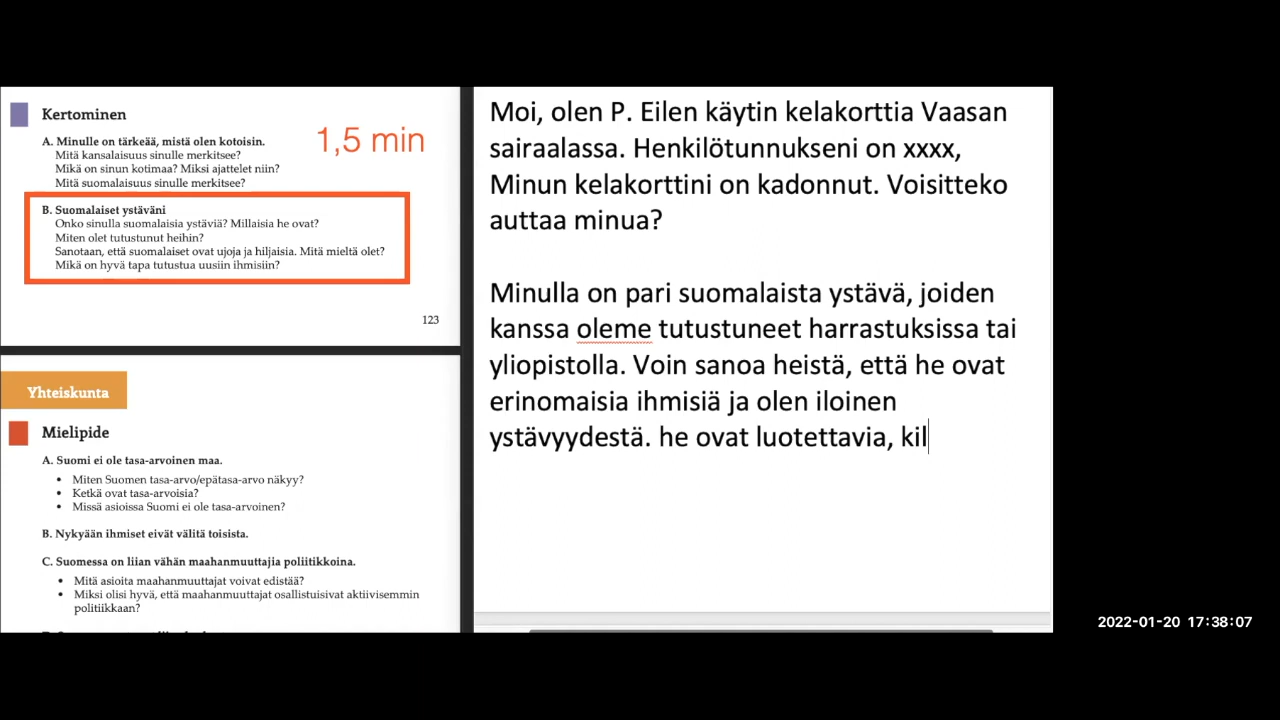 Kertominen
1,5 min
A. Minulle on tärkeää, mistä olen kotoisin.
Mitä kansalaisuus sinulle merkitsee?
Mikä on sinun kotimaa? Miksi ajattelet niin?
Mitä suomalaisuus sinulle merkitsee?
B. Suomalaiset ystäväni
Onko sinulla suomalaisia ystäviä? Millaisia he ovat?
Miten olet tutustunut heihin?
Sanotaan, että suomalaiset ovat ujoja ja hiljaisia. Mitä mieltä olet?
Mikä on hyvä tapa tutustua uusiin ihmisiin?
123
Yhteiskunta
Mielipide
A. Suomi ei ole tasa-arvoinen maa.
• Miten Suomen tasa-arvo/epätasa-arvo näkyy?
• Ketkä ovat tasa-arvoisia?
• Missä asioissa Suomi ei ole tasa-arvoinen?
B. Nykyään ihmiset eivät välitä toisista.
C. Suomessa on liian vähän maahanmuuttajia poliitikkoina.
• Mitä asioita maahanmuuttajat voivat edistää?
• Miksi olisi hyvä, että maahanmuuttajat osallistuisivat aktiivisemmin
politiikkaan?
Moi, olen P. Eilen käytin kelakorttia Vaasan
sairaalassa. Henkilötunnukseni on xxxx,
Minun kelakorttini on kadonnut. Voisitteko
auttaa minua?
Minulla on pari suomalaista ystävä, joiden
kanssa oleme tutustuneet harrastuksissa tai
yliopistolla. Voin sanoa heistä, että he ovat
erinomaisia ihmisiä ja olen iloinen
ystävyydestä. he ovat luotettavia, kil
2022-01-20 17:38:07